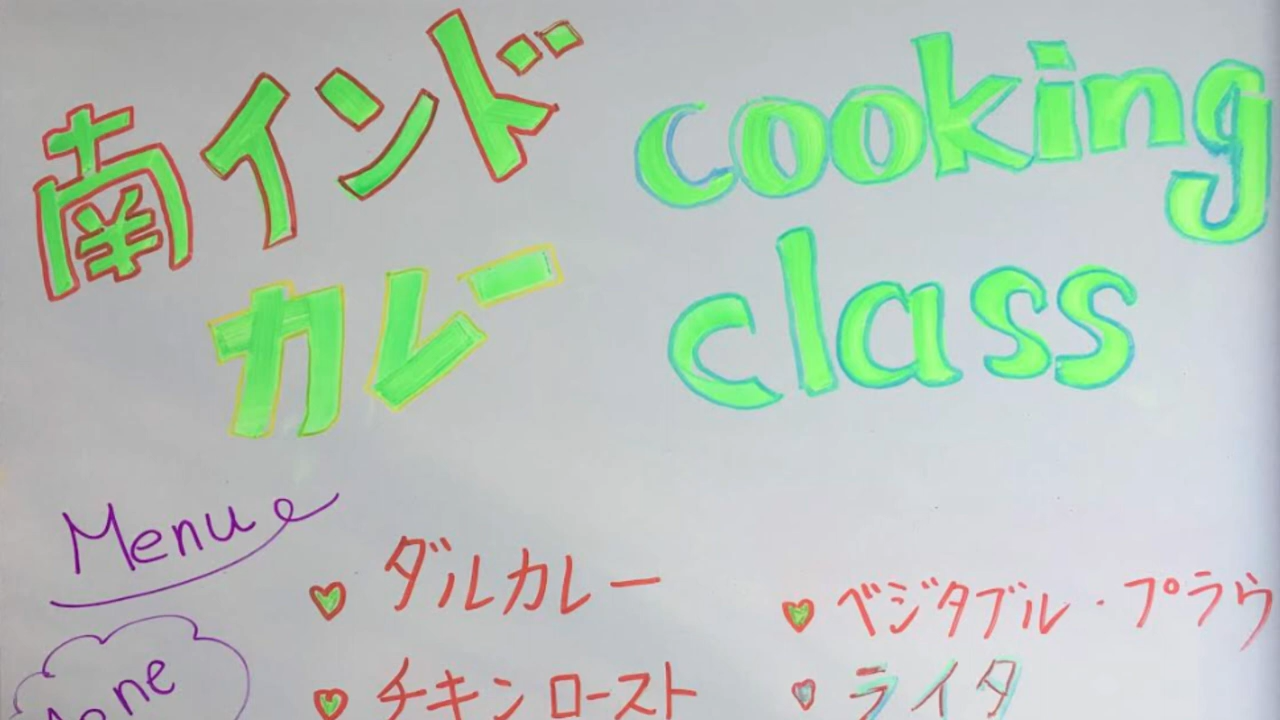 南インド
カレー
cooking
class
Menu
ダルカレー
ベジタブル・プラウ
チキンロースト
ライタ